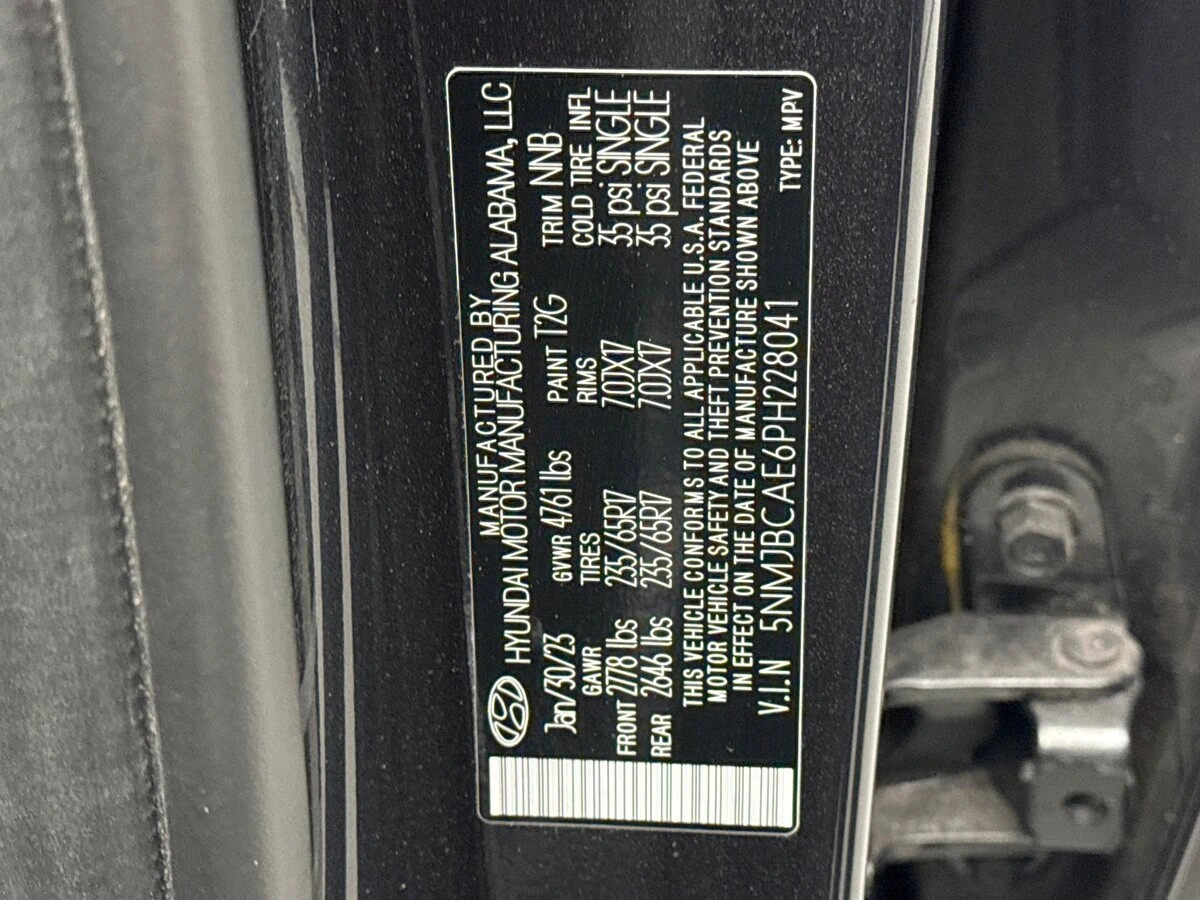 MANUFACTURED BY
HYUNDAI MOTOR MANUFACTURING ALABAMA, LLC
Jan/30/23 GVWR 4761 lbs PAINT T2G TRIM NNB
GAWR TIRES RIMS COLD TIRE INFL
FRONT 2778 lbs 235/65R17 7.0JX17 35 psi SINGLE
REAR 2646 lbs 235/65R17 7.0JX17 35 psi SINGLE
THIS VEHICLE CONFORMS TO ALL APPLICABLE U.S.A. FEDERAL
MOTOR VEHICLE SAFETY AND THEFT PREVENTION STANDARDS
IN EFFECT ON THE DATE OF MANUFACTURE SHOWN ABOVE
V.I.N 5NMJBCAE6PH228041 TYPE: MPV